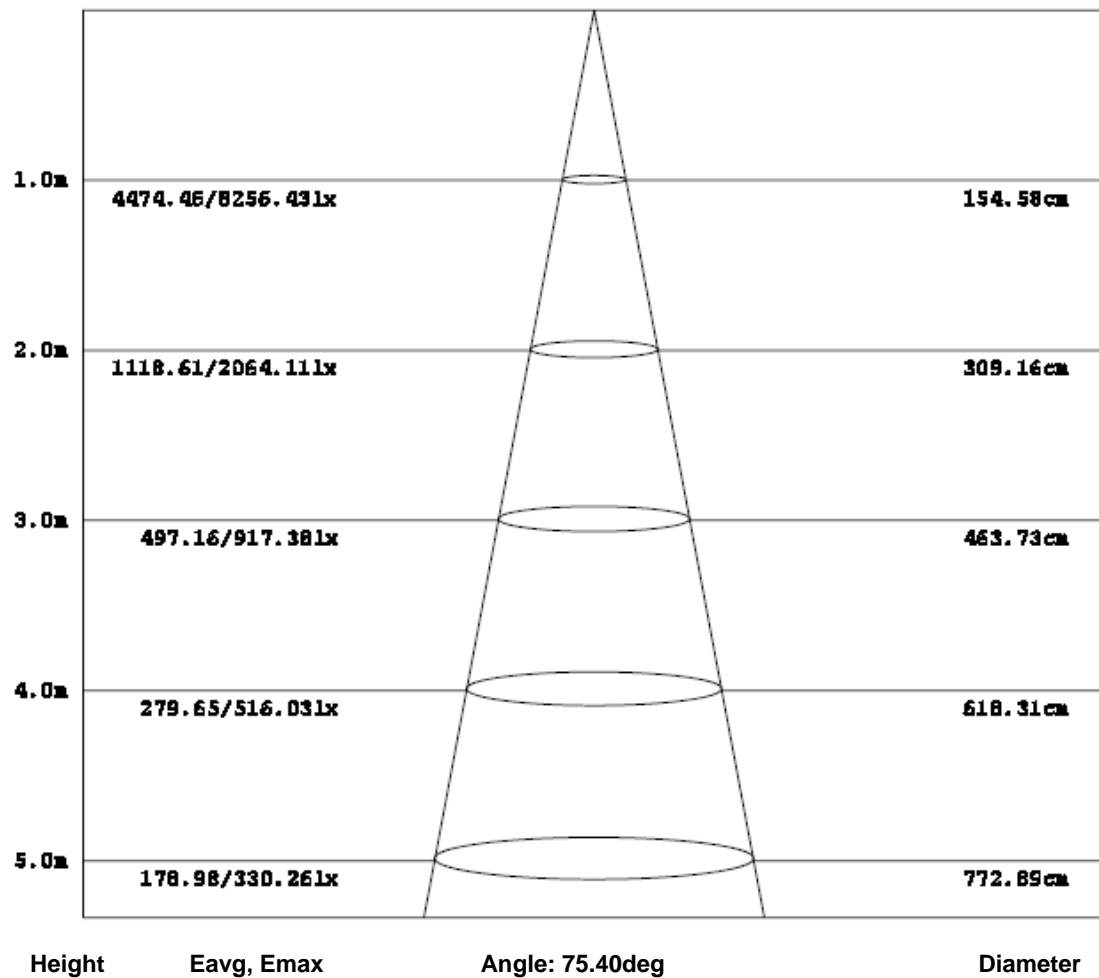 1.0m
4474.46/8256.43lx 154.58cm
2.0m
1118.61/2064.11lx 309.16cm
3.0m
497.16/917.38lx 463.73cm
4.0m
279.65/516.03lx 618.31cm
5.0m
178.98/330.26lx 772.89cm
Height Eavg, Emax Angle: 75.40deg Diameter